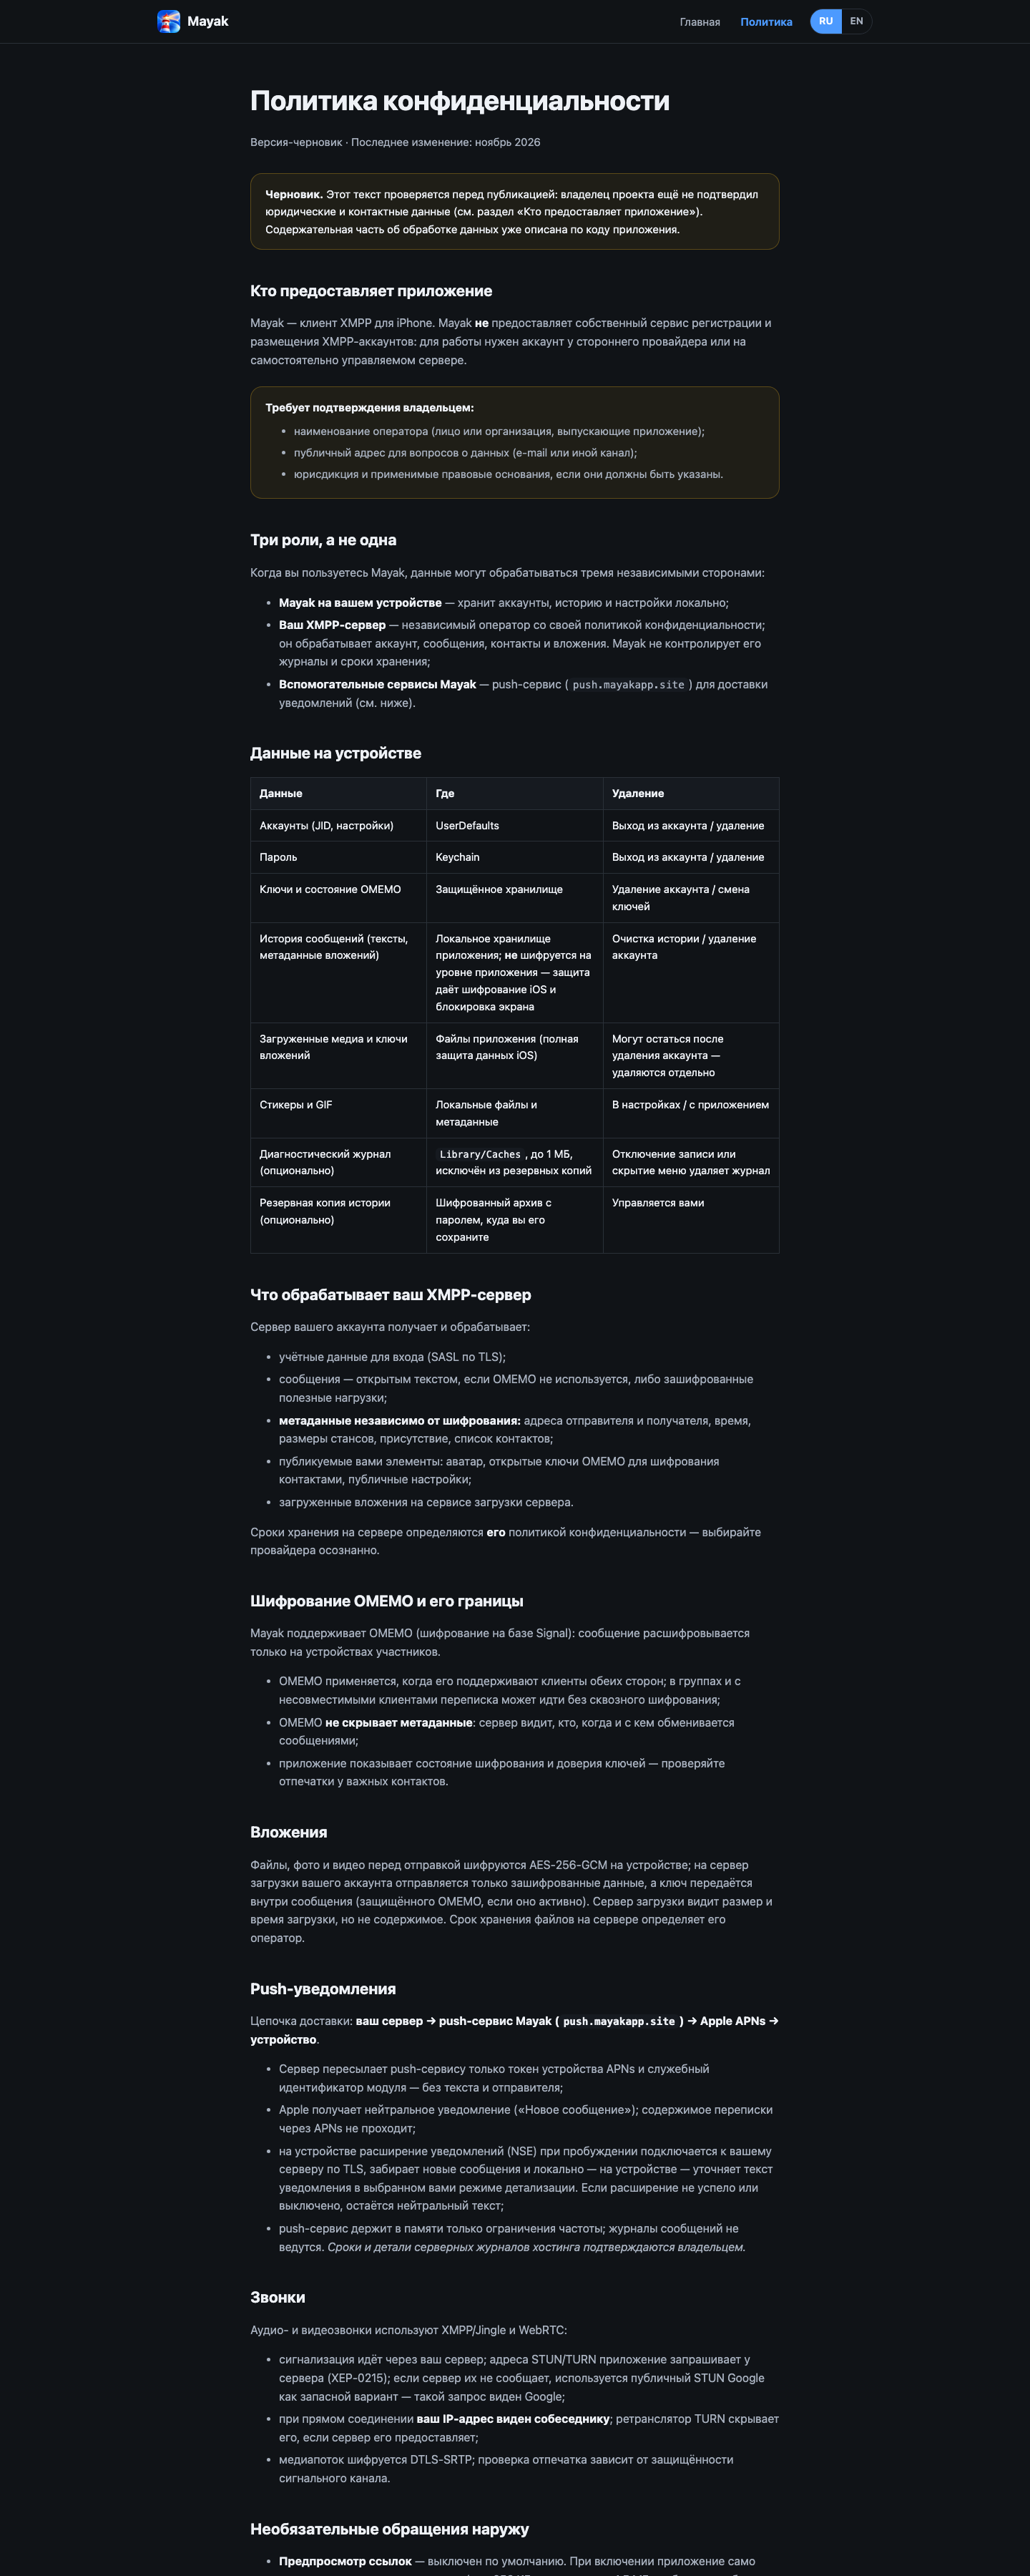 Mayak
Главная
Политика
RU
EN
Политика конфиденциальности
Версия-черновик · Последнее изменение: ноябрь 2026
Черновик. Этот текст проверяется перед публикацией: владелец проекта ещё не подтвердил
юридические и контактные данные (см. раздел «Кто предоставляет приложение»).
Содержательная часть об обработке данных уже описана по коду приложения.
Кто предоставляет приложение
Mayak — клиент XMPP для iPhone. Mayak не предоставляет собственный сервис регистрации и
размещения XMPP-аккаунтов: для работы нужен аккаунт у стороннего провайдера или на
самостоятельно управляемом сервере.
Требует подтверждения владельцем:
• наименование оператора (лицо или организация, выпускающие приложение);
• публичный адрес для вопросов о данных (e-mail или иной канал);
• юрисдикция и применимые правовые основания, если они должны быть указаны.
Три роли, а не одна
Когда вы пользуетесь Mayak, данные могут обрабатываться тремя независимыми сторонами:
• Mayak на вашем устройстве — хранит аккаунты, историю и настройки локально;
• Ваш XMPP-сервер — независимый оператор со своей политикой конфиденциальности;
он обрабатывает аккаунт, сообщения, контакты и вложения. Mayak не контролирует его
журналы и сроки хранения;
• Вспомогательные сервисы Mayak — push-сервис ( push.mayakapp.site ) для доставки
уведомлений (см. ниже).
Данные на устройстве
Данные
Где
Удаление
Аккаунты (JID, настройки)
UserDefaults
Выход из аккаунта / удаление
Пароль
Keychain
Выход из аккаунта / удаление
Ключи и состояние OMEMO
Защищённое хранилище
Удаление аккаунта / смена
ключей
История сообщений (тексты,
метаданные вложений)
Локальное хранилище
приложения; не шифруется на
уровне приложения — защита
даёт шифрование iOS и
блокировка экрана
Очистка истории / удаление
аккаунта
Загруженные медиа и ключи
вложений
Файлы приложения (полная
защита данных iOS)
Могут остаться после
удаления аккаунта —
удаляются отдельно
Стикеры и GIF
Локальные файлы и
метаданные
В настройках / с приложением
Диагностический журнал
(опционально)
Library/Caches , до 1 МБ,
исключён из резервных копий
Отключение записи или
скрытие меню удаляет журнал
Резервная копия истории
(опционально)
Шифрованный архив с
паролем, куда вы его
сохраните
Управляется вами
Что обрабатывает ваш XMPP-сервер
Сервер вашего аккаунта получает и обрабатывает:
• учётные данные для входа (SASL по TLS);
• сообщения — открытым текстом, если OMEMO не используется, либо зашифрованные
полезные нагрузки;
• метаданные независимо от шифрования: адреса отправителя и получателя, время,
размеры стансов, присутствие, список контактов;
• публикуемые вами элементы: аватар, открытые ключи OMEMO для шифрования
контактами, публичные настройки;
• загруженные вложения на сервисе загрузки сервера.
Сроки хранения на сервере определяются его политикой конфиденциальности — выбирайте
провайдера осознанно.
Шифрование OMEMO и его границы
Mayak поддерживает OMEMO (шифрование на базе Signal): сообщение расшифровывается
только на устройствах участников.
• OMEMO применяется, когда его поддерживают клиенты обеих сторон; в группах и с
несовместимыми клиентами переписка может идти без сквозного шифрования;
• OMEMO не скрывает метаданные: сервер видит, кто, когда и с кем обменивается
сообщениями;
• приложение показывает состояние шифрования и доверия ключей — проверяйте
отпечатки у важных контактов.
Вложения
Файлы, фото и видео перед отправкой шифруются AES-256-GCM на устройстве; на сервер
загрузки вашего аккаунта отправляется только зашифрованные данные, а ключ передаётся
внутри сообщения (защищённого OMEMO, если оно активно). Сервер загрузки видит размер и
время загрузки, но не содержимое. Срок хранения файлов на сервере определяет его
оператор.
Push-уведомления
Цепочка доставки: ваш сервер → push-сервис Mayak ( push.mayakapp.site ) → Apple APNs →
устройство.
• Сервер пересылает push-сервису только токен устройства APNs и служебный
идентификатор модуля — без текста и отправителя;
• Apple получает нейтральное уведомление («Новое сообщение»); содержимое переписки
через APNs не проходит;
• на устройстве расширение уведомлений (NSE) при пробуждении подключается к вашему
серверу по TLS, забирает новые сообщения и локально — на устройстве — уточняет текст
уведомления в выбранном вами режиме детализации. Если расширение не успело или
выключено, остаётся нейтральный текст;
• push-сервис держит в памяти только ограничения частоты; журналы сообщений не
ведутся. Сроки и детали серверных журналов хостинга подтверждаются владельцем.
Звонки
Аудио- и видеозвонки используют XMPP/Jingle и WebRTC:
• сигнализация идёт через ваш сервер; адреса STUN/TURN приложение запрашивает у
сервера (XEP-0215); если сервер их не сообщает, используется публичный STUN Google
как запасной вариант — такой запрос виден Google;
• при прямом соединении ваш IP-адрес виден собеседнику; ретранслятор TURN скрывает
его, если сервер его предоставляет;
• медиапоток шифруется DTLS-SRTP; проверка отпечатка зависит от защищённости
сигнального канала.
Необязательные обращения наружу
• Предпросмотр ссылок — выключен по умолчанию. При включении приложение само